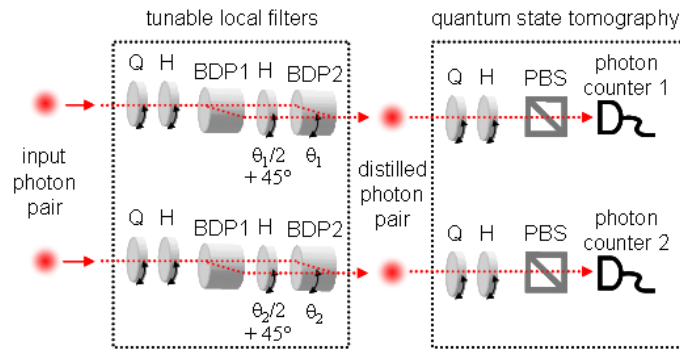 tunable local filters
quantum state tomography
Q H BDP1 H BDP2
Q H PBS photon
counter 1
θ₁/2
+ 45°
θ₁
input
photon
pair
distilled
photon
pair
Q H BDP1 H BDP2
Q H PBS photon
counter 2
θ₂/2
+ 45°
θ₂